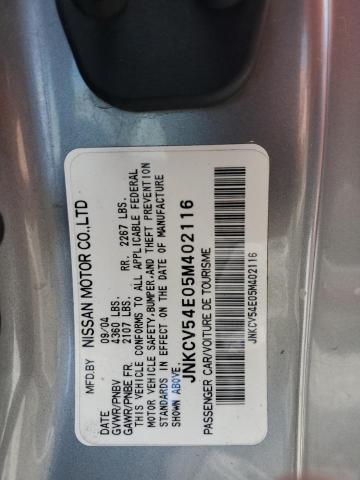 MFD.BY NISSAN MOTOR CO.,LTD
DATE 09/04
GVWR/PNBV 4360 LBS.
GAWR/PNBE FR. 2107 LBS. RR. 2267 LBS.
THIS VEHICLE CONFORMS TO ALL APPLICABLE FEDERAL
MOTOR VEHICLE SAFETY,BUMPER,AND THEFT PREVENTION
STANDARDS IN EFFECT ON THE DATE OF MANUFACTURE
SHOWN ABOVE.
JNKCV54E05M402116
PASSENGER CAR/VOITURE DE TOURISME
JNKCV54E05M402116